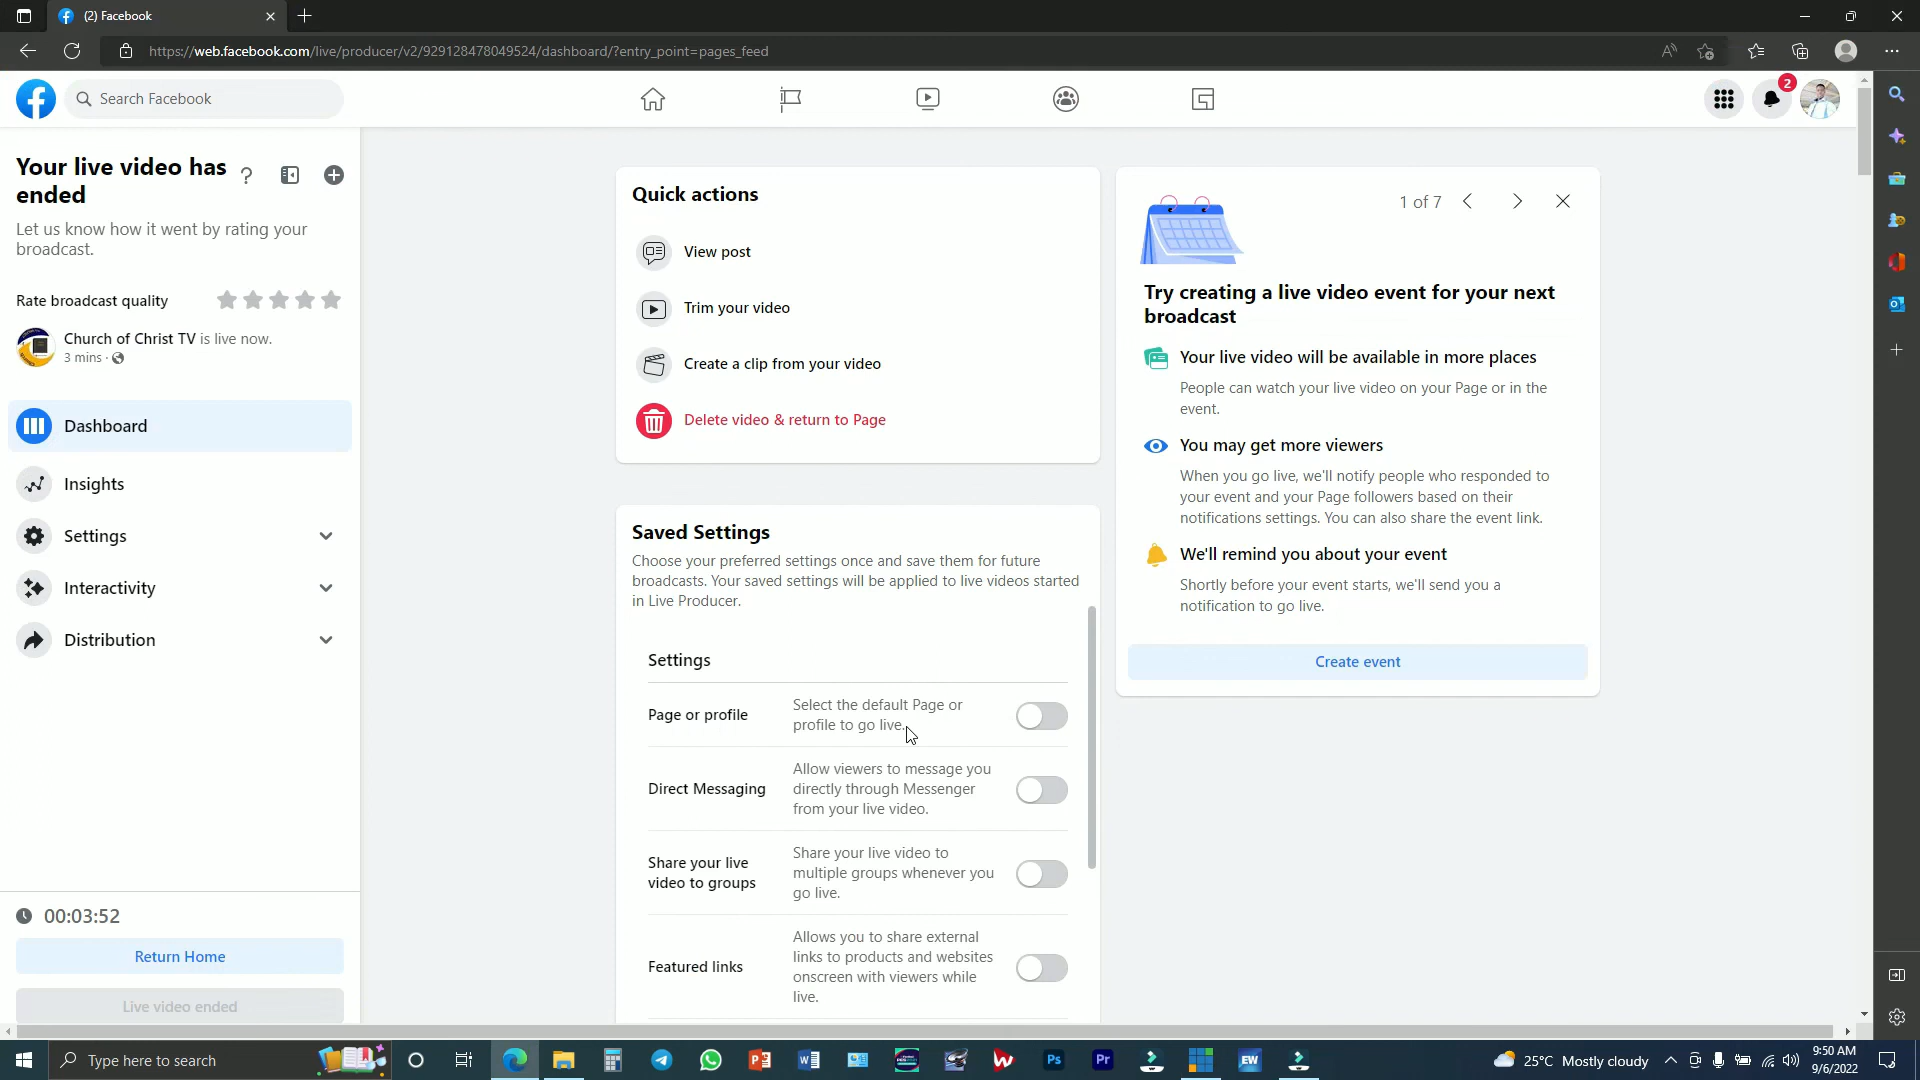 (2) Facebook
https://web.facebook.com/live/producer/v2/929128478049524/dashboard/?entry_point=pages_feed
Search Facebook
2
Your live video has
ended
Let us know how it went by rating your
broadcast.
Rate broadcast quality
Church of Christ TV is live now.
3 mins ·
Dashboard
Insights
Settings
Interactivity
Distribution
00:03:52
Return Home
Live video ended
Quick actions
View post
Trim your video
Create a clip from your video
Delete video & return to Page
Saved Settings
Choose your preferred settings once and save them for future
broadcasts. Your saved settings will be applied to live videos started
in Live Producer.
Settings
Page or profile
Select the default Page or
profile to go live.
Direct Messaging
Allow viewers to message you
directly through Messenger
from your live video.
Share your live
video to groups
Share your live video to
multiple groups whenever you
go live.
Featured links
Allows you to share external
links to products and websites
onscreen with viewers while
live.
1 of 7
Try creating a live video event for your next
broadcast
Your live video will be available in more places
People can watch your live video on your Page or in the
event.
You may get more viewers
When you go live, we'll notify people who responded to
your event and your Page followers based on their
notifications settings. You can also share the event link.
We'll remind you about your event
Shortly before your event starts, we'll send you a
notification to go live.
Create event
Type here to search
Ps
Pr
EW
25°C Mostly cloudy
9:50 AM
9/6/2022